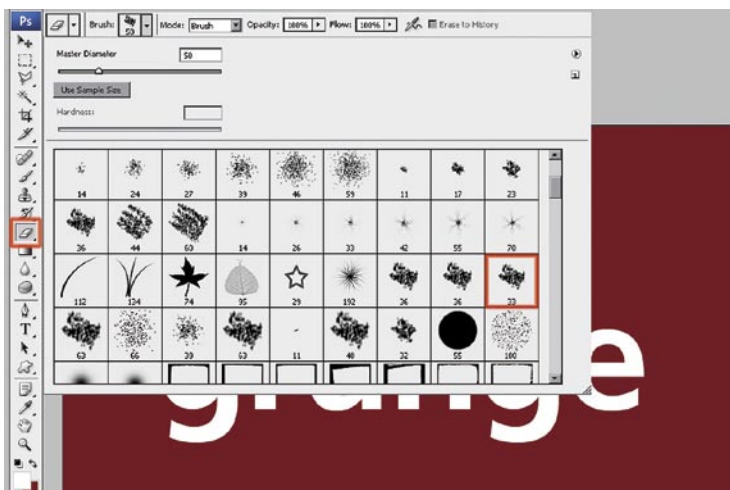 Ps
Brush: 50 Mode: Brush Opacity: 100% Flow: 100% Erase to History
Master Diameter 50
Use Sample Size
Hardness:
14 24 27 39 46 59 11 17 23
36 44 60 14 26 33 42 55 70
112 134 74 95 29 192 36 36 33
63 66 39 63 11 48 32 55 100
T
grunge